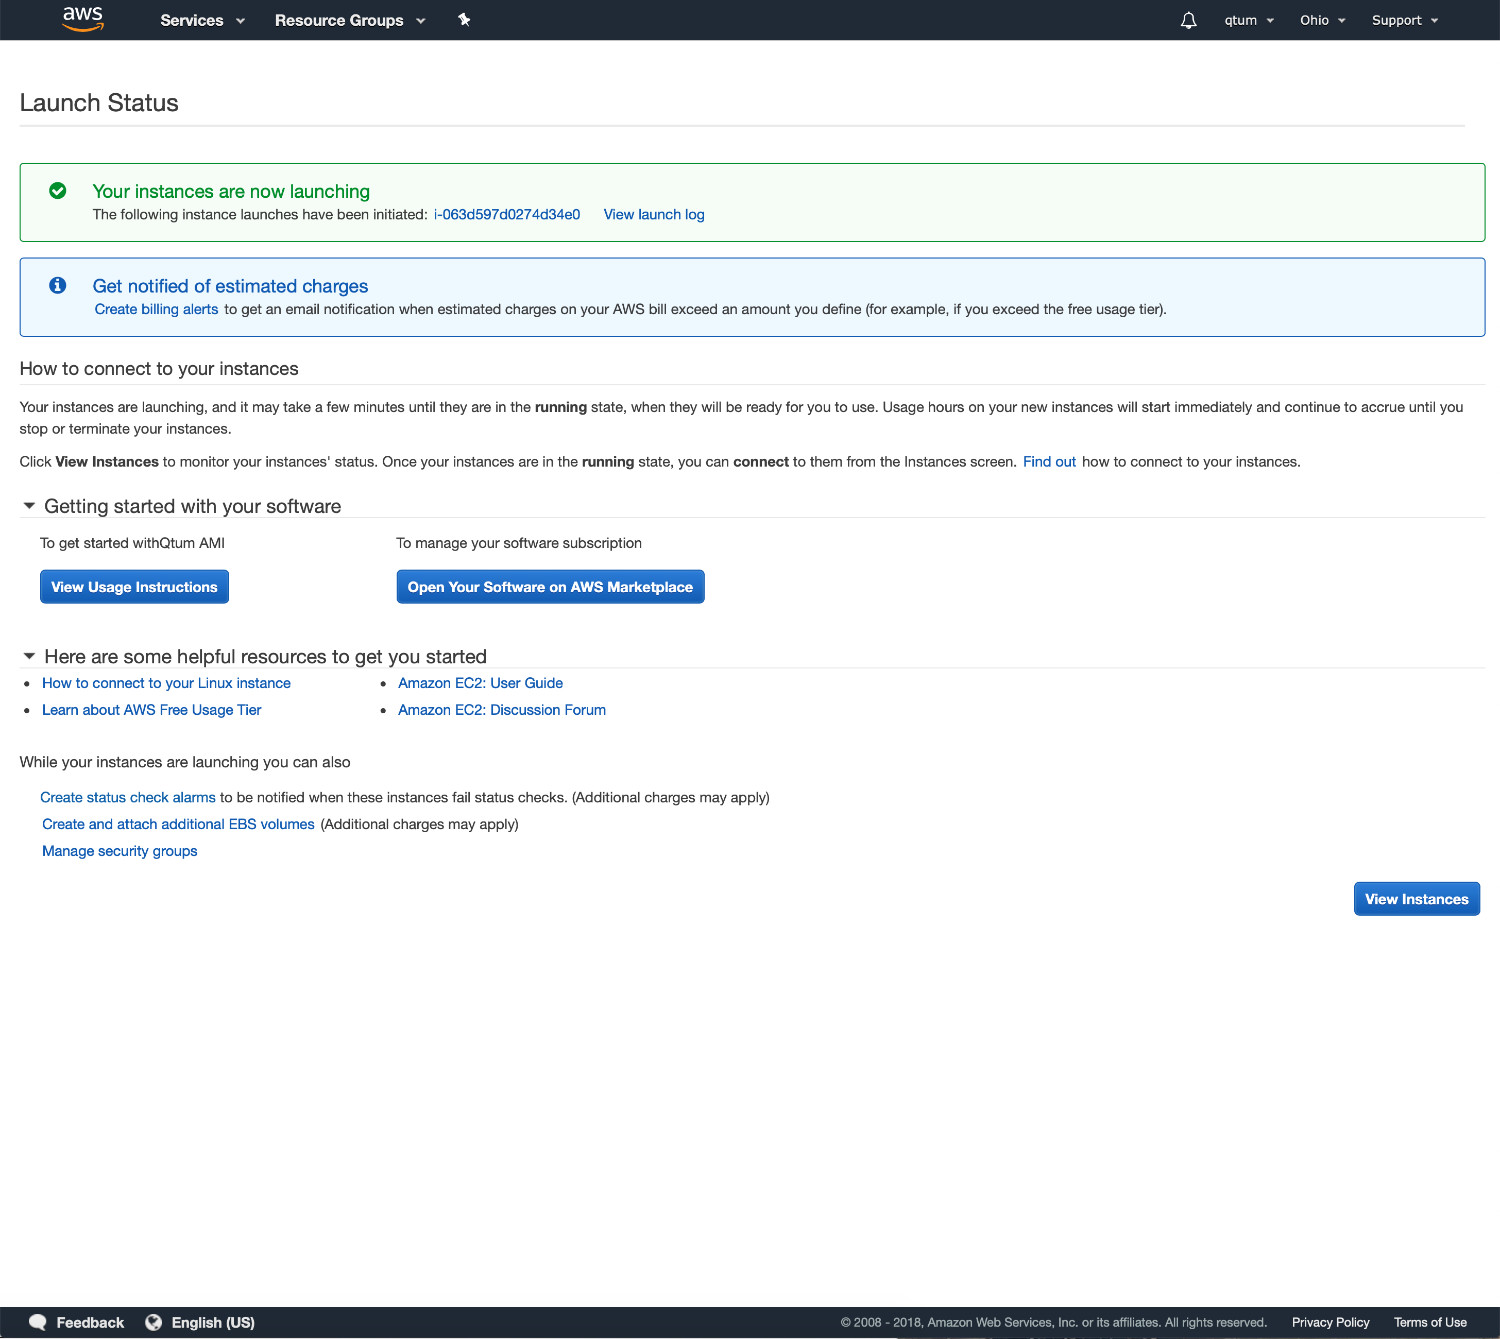 aws Services Resource Groups qtum Ohio Support
Launch Status
Your instances are now launching
The following instance launches have been initiated: i-063d597d0274d34e0 View launch log
Get notified of estimated charges
Create billing alerts to get an email notification when estimated charges on your AWS bill exceed an amount you define (for example, if you exceed the free usage tier).
How to connect to your instances
Your instances are launching, and it may take a few minutes until they are in the running state, when they will be ready for you to use. Usage hours on your new instances will start immediately and continue to accrue until you
stop or terminate your instances.
Click View Instances to monitor your instances' status. Once your instances are in the running state, you can connect to them from the Instances screen. Find out how to connect to your instances.
Getting started with your software
To get started withQtum AMI To manage your software subscription
View Usage Instructions Open Your Software on AWS Marketplace
Here are some helpful resources to get you started
• How to connect to your Linux instance • Amazon EC2: User Guide
• Learn about AWS Free Usage Tier • Amazon EC2: Discussion Forum
While your instances are launching you can also
Create status check alarms to be notified when these instances fail status checks. (Additional charges may apply)
Create and attach additional EBS volumes (Additional charges may apply)
Manage security groups
View Instances
Feedback English (US) © 2008 - 2018, Amazon Web Services, Inc. or its affiliates. All rights reserved. Privacy Policy Terms of Use